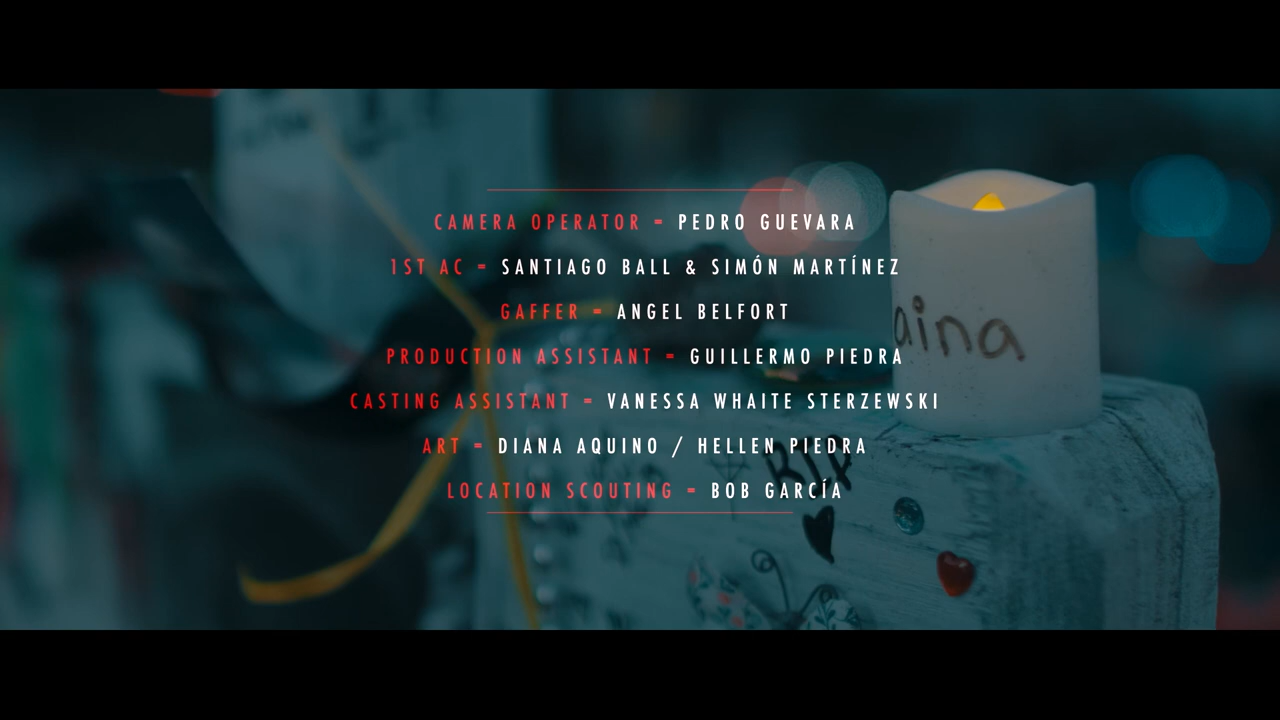 CAMERA OPERATOR = PEDRO GUEVARA
1ST AC = SANTIAGO BALL & SIMÓN MARTÍNEZ
GAFFER = ANGEL BELFORT
PRODUCTION ASSISTANT = GUILLERMO PIEDRA
CASTING ASSISTANT = VANESSA WHAITE STERZEWSKI
ART = DIANA AQUINO / HELLEN PIEDRA
LOCATION SCOUTING = BOB GARCÍA
aina
RIP